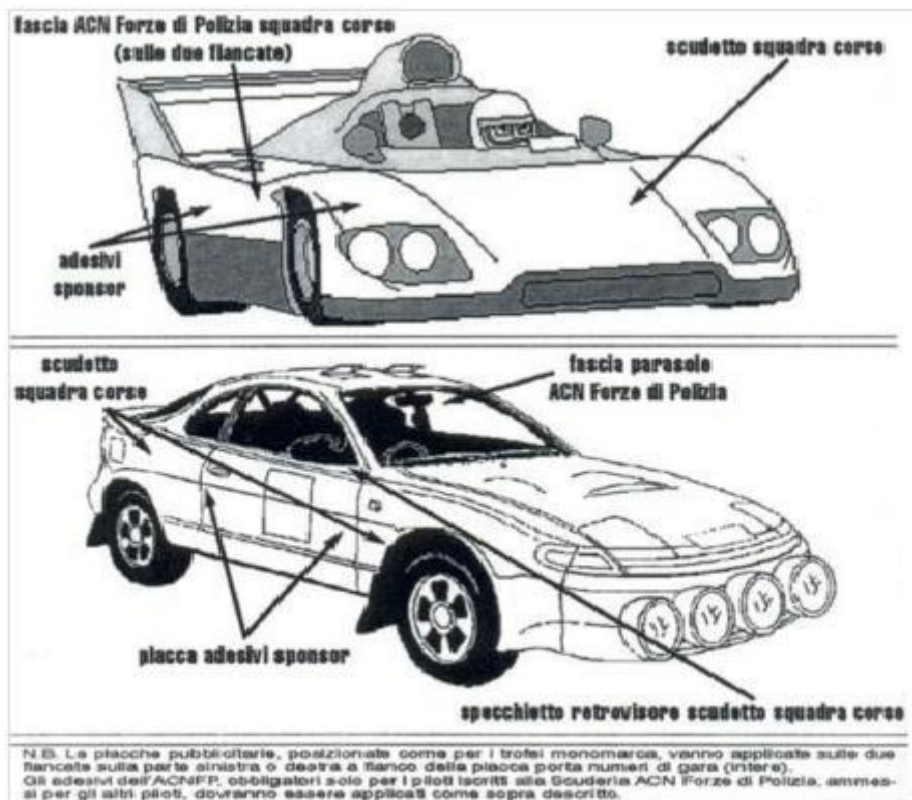 fascia ACN Forze di Polizia squadra corse
(sulle due fiancate)
scudetto squadra corse
adesivi
sponsor
scudetto
squadra corse
fascia parasole
ACN Forze di Polizia
placca adesivi sponsor
specchietto retrovisore scudetto squadra corse
N.B. Le placche pubblicitarie, posizionate come per i trofei monomarca, vanno applicate sulle due
fiancate sulla parte sinistra o destra a fianco della placca porta numeri di gara (intere).
Gli adesivi dell'ACNFP, obbligatori solo per i piloti iscritti alla Scuderia ACN Forze di Polizia, ammes-
si per gli altri piloti, dovranno essere applicati come sopra descritto.